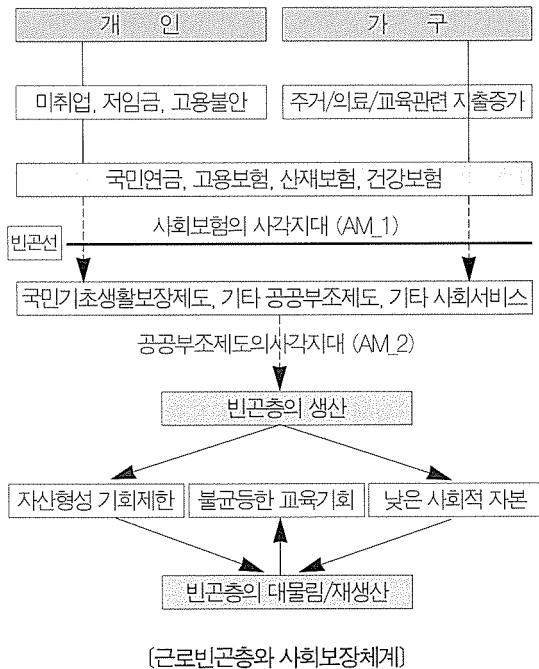 개 인
가 구
미취업, 저임금, 고용불안
주거/의료/교육관련 지출증가
국민연금, 고용보험, 산재보험, 건강보험
사회보험의 사각지대 (AM_1)
빈곤선
국민기초생활보장제도, 기타 공공부조제도, 기타 사회서비스
공공부조제도의사각지대 (AM_2)
빈곤층의 생산
자산형성 기회제한
불균등한 교육기회
낮은 사회적 자본
빈곤층의 대물림/재생산
〔근로빈곤층와 사회보장체계〕